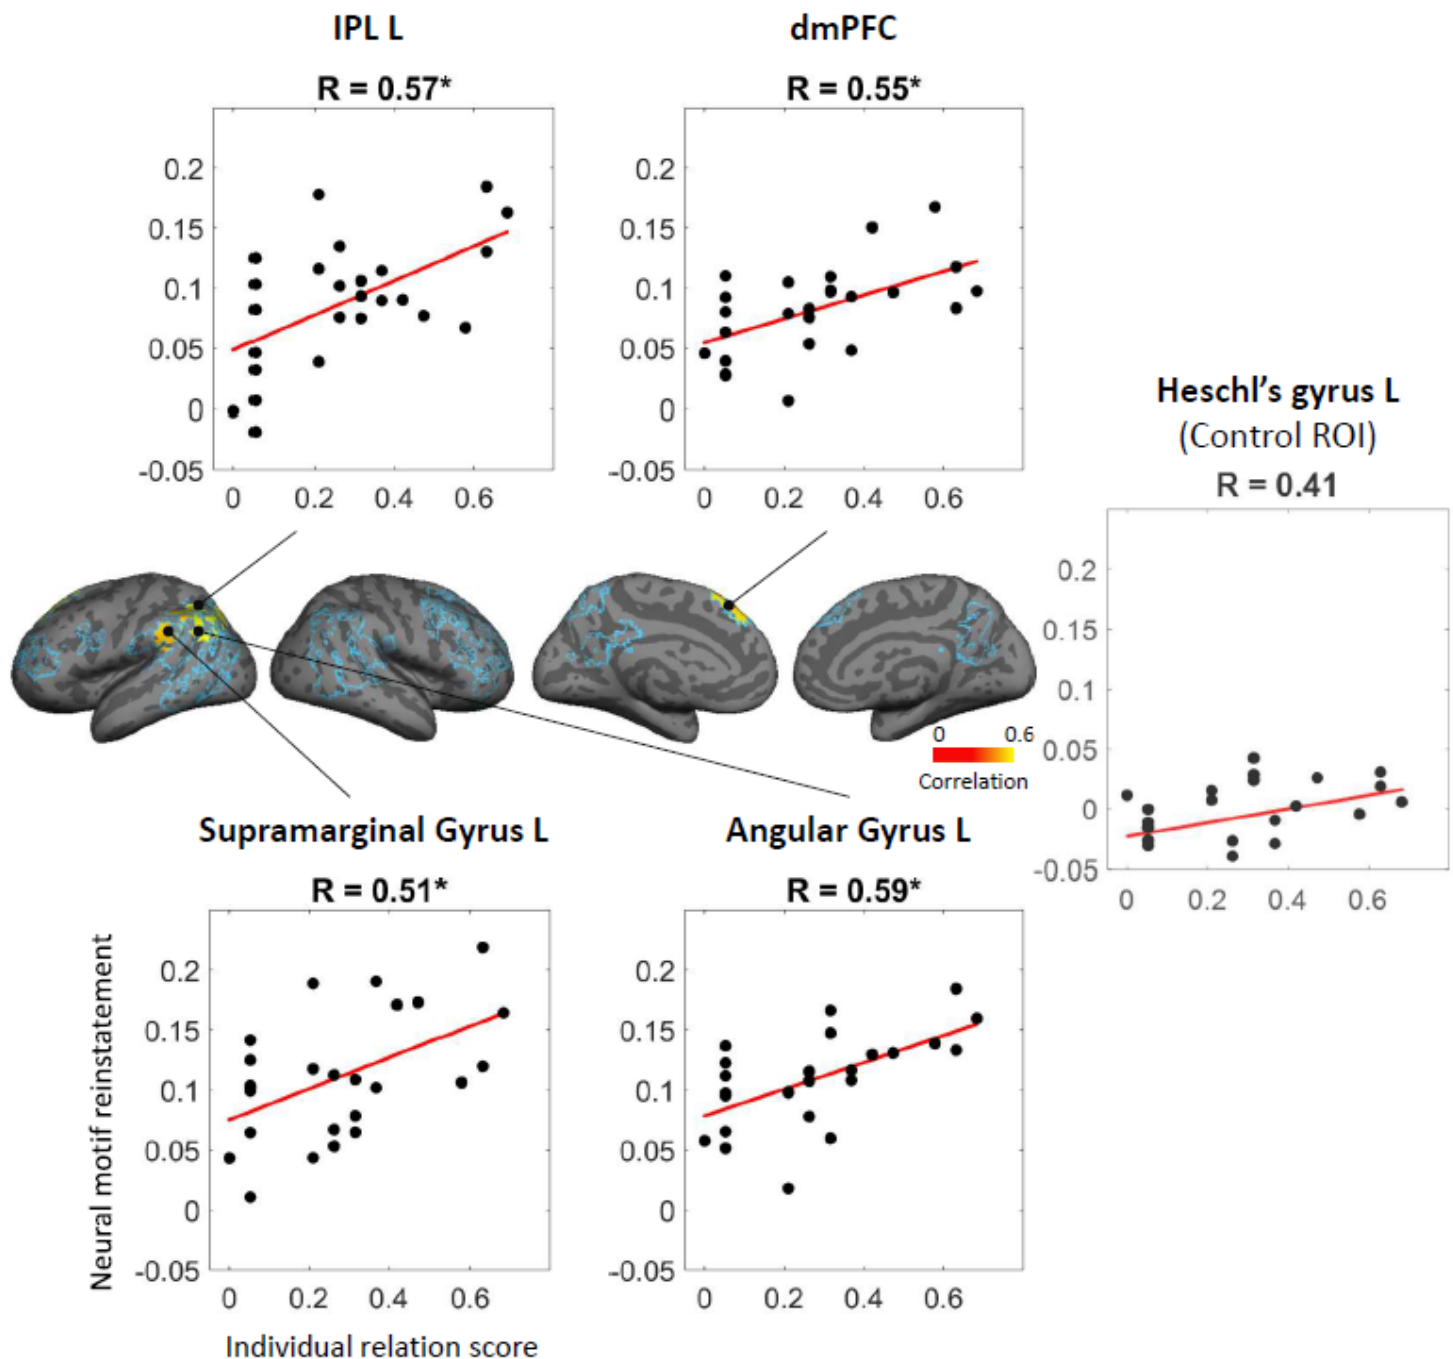 IPL L
R = 0.57*
0.2
0.15
0.1
0.05
0
-0.05
0 0.2 0.4 0.6
dmPFC
R = 0.55*
0.2
0.15
0.1
0.05
0
-0.05
0 0.2 0.4 0.6
Heschl’s gyrus L
(Control ROI)
R = 0.41
0.2
0.15
0.1
0.05
0
-0.05
0 0.2 0.4 0.6
0 0.6
Correlation
Supramarginal Gyrus L
R = 0.51*
Neural motif reinstatement
0.2
0.15
0.1
0.05
0
-0.05
0 0.2 0.4 0.6
Individual relation score
Angular Gyrus L
R = 0.59*
0.2
0.15
0.1
0.05
0
-0.05
0 0.2 0.4 0.6